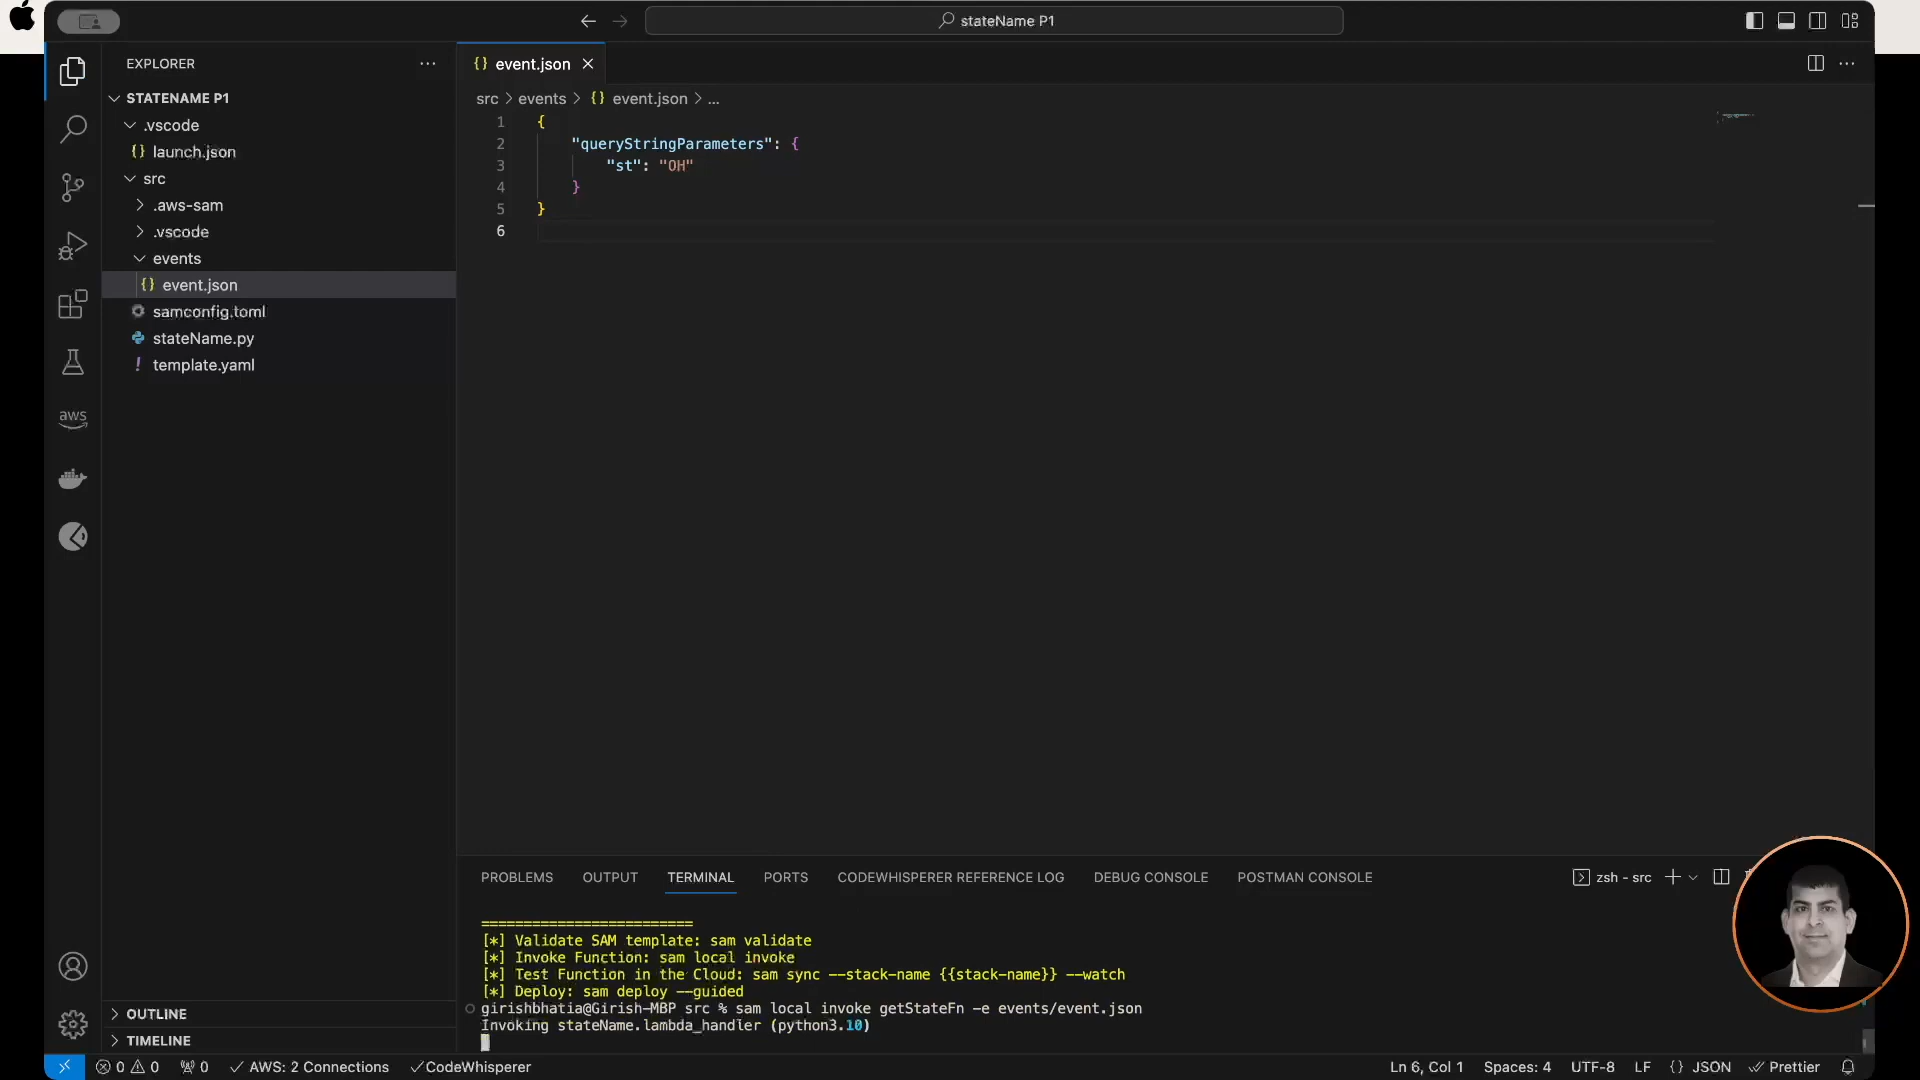 stateName P1
EXPLORER
event.json
STATENAME P1
src > events > {} event.json > ...
.vscode
{} launch.json
src
.aws-sam
.vscode
events
{} event.json
samconfig.toml
stateName.py
! template.yaml
1 {
2 "queryStringParameters": {
3 "st": "OH"
4 }
5 }
6
aws
PROBLEMS OUTPUT TERMINAL PORTS CODEWHISPERER REFERENCE LOG DEBUG CONSOLE POSTMAN CONSOLE
zsh - src
=========================
[*] Validate SAM template: sam validate
[*] Invoke Function: sam local invoke
[*] Test Function in the Cloud: sam sync --stack-name {{stack-name}} --watch
[*] Deploy: sam deploy --guided
girishbhatia@Girish-MBP src % sam local invoke getStateFn -e events/event.json
Invoking stateName.lambda_handler (python3.10)
OUTLINE
TIMELINE
0 0 0 AWS: 2 Connections CodeWhisperer
Ln 6, Col 1 Spaces: 4 UTF-8 LF {} JSON Prettier